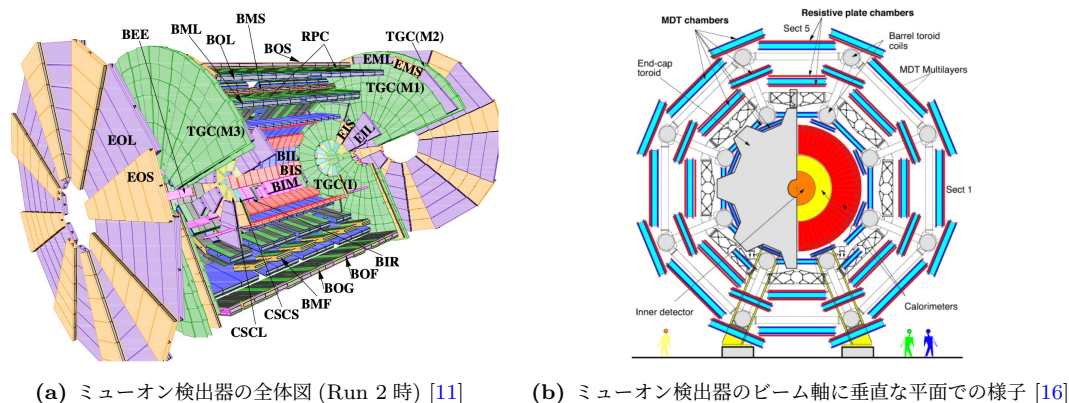 BMS
BML
BEE
BOL
BOS
RPC
TGC(M2)
EML
EMS
TGC(M1)
EOL
TGC(M3)
EIS
EIL
BIL
BIS
BIM
TGC(I)
EOS
BIR
BOF
BOG
BMF
CSCS
CSCL
(a) ミューオン検出器の全体図 (Run 2 時) [11]
MDT chambers
Resistive plate chambers
Sect 5
Barrel toroid
coils
End-cap
toroid
MDT Multilayers
Sect 1
Inner detector
Calorimeters
(b) ミューオン検出器のビーム軸に垂直な平面での様子 [16]